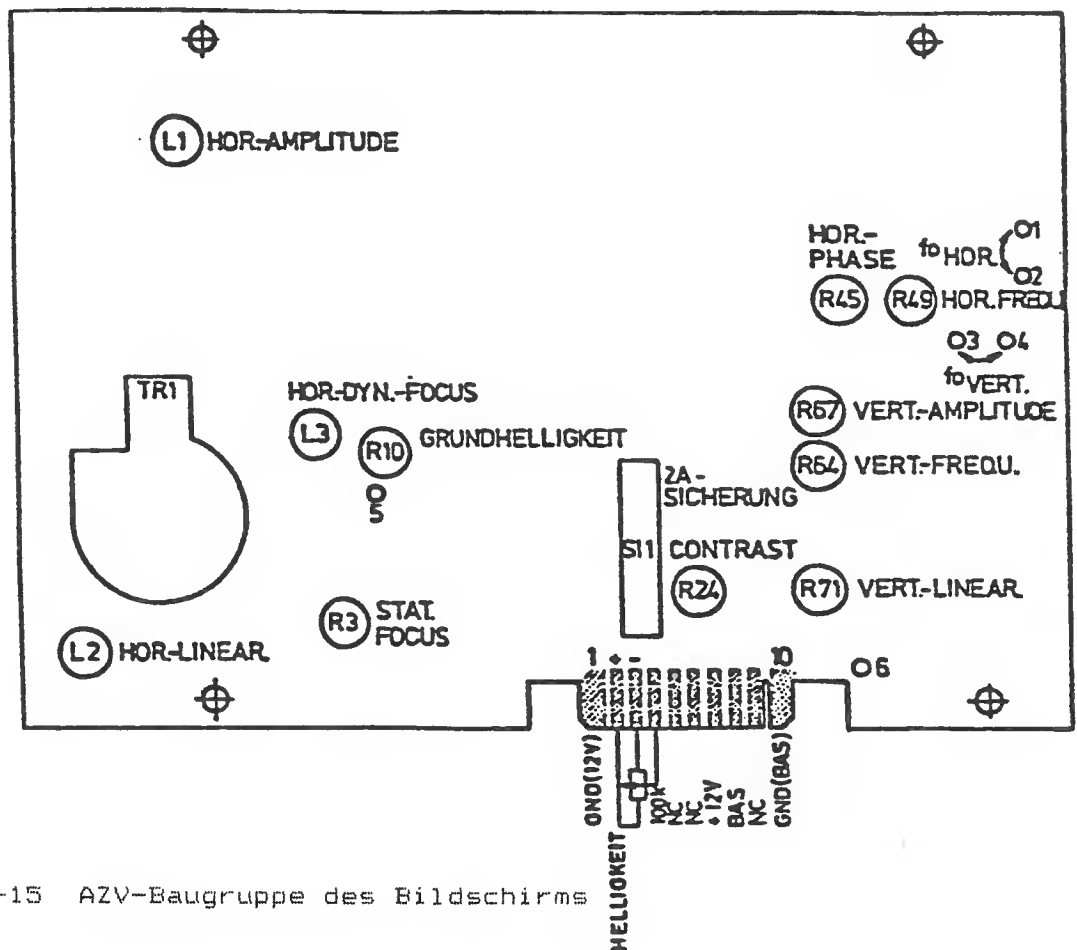 L1 HOR.-AMPLITUDE
HOR.-
PHASE
fo HOR.
O1
O2
R45
R49 HOR.FREQU
O3 O4
fo VERT.
TR1
HOR.-DYN.-FOCUS
L3
R10 GRUNDHELLIGKEIT
O
5
R67 VERT.-AMPLITUDE
R64 VERT.-FREQU.
2A-
SICHERUNG
SI1 CONTRAST
R24
R71 VERT.-LINEAR.
R3 STAT.
FOCUS
L2 HOR.-LINEAR.
1 + - 10
O6
GND(12V)
HELLIGKEIT
100k
NC
NC
+12V
BAS
NC
GND(BAS)
-15 AZV-Baugruppe des Bildschirms